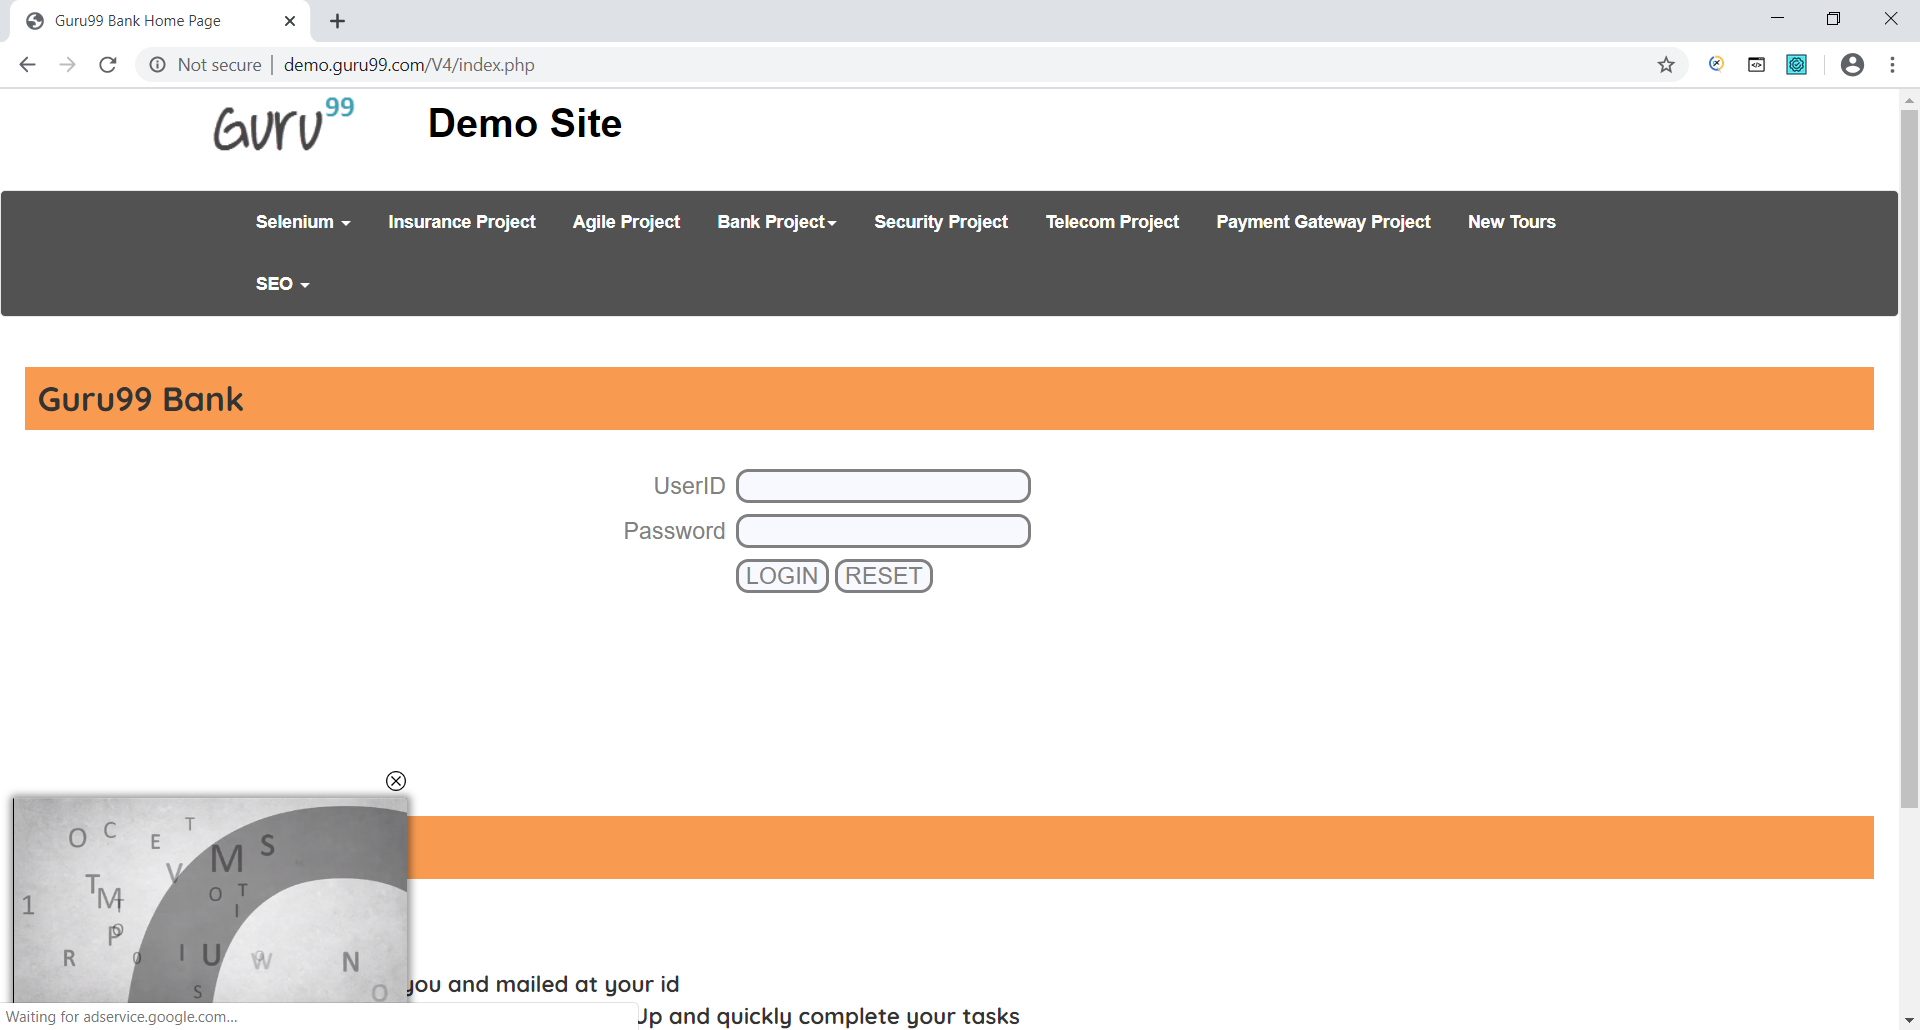 Guru99 Bank Home Page
Not secure
demo.guru99.com/V4/index.php
Guru99
Demo Site
Selenium Insurance Project Agile Project Bank Project Security Project Telecom Project Payment Gateway Project New Tours
SEO
Guru99 Bank
UserID
Password
LOGIN RESET
O C E T
M S
V
T M
O T
I
1
P O
R O I U W N
S O
you and mailed at your id
Up and quickly complete your tasks
Waiting for adservice.google.com...